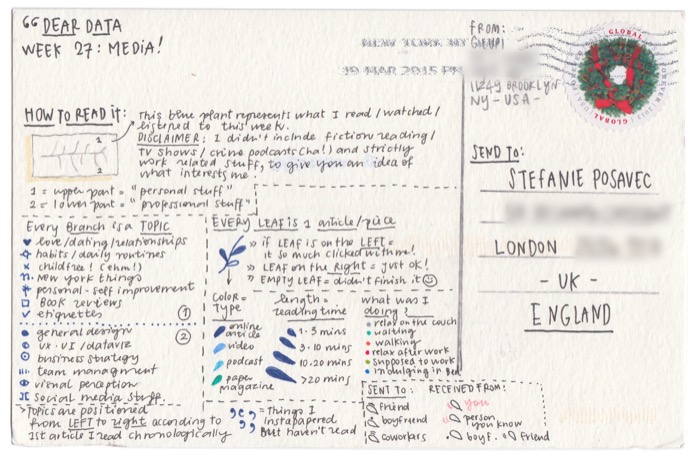 DEAR DATA
WEEK 27: MEDIA!
NEW YORK NY
19 MAR 2015 PM
FROM:
GIUPI
11249 BROOKLYN
NY - USA -
GLOBAL
FOREVER
GLOBAL
HOW TO READ it:
This blue plant represents what I read/watched/
listened to this week.
DISCLAIMER: I didn't include fiction reading/
TV shows/crime podcasts (ha!) and strictly
work related stuff, to give you an idea of
what interests me.
1
2
1 = upper part = "personal stuff"
2 = lower part = "professional stuff"
SEND TO:
STEFANIE POSAVEC
LONDON
- UK -
ENGLAND
Every Branch is a TOPIC
love/dating/relationships
habits/daily routines
childfree! (ehm!)
New York things
personal-self improvement
Book reviews
etiquettes
1
general design
UX-UI/dataviz
business strategy
team managment
visual perception
social media stuff.
2
> Topics are positioned
from LEFT to right according to
1st article I read chronologically
EVERY LEAF is 1 article/piece
>> if LEAF is on the LEFT =
it so much clicked with me!
>> LEAF on the Right = just ok!
>> EMPTY LEAF = didn't finish it
COLOR =
Type
online
article
video
podcast
paper
magazine
length =
reading time
1-3 mins
3-10 mins
10-20 mins
>20 mins
what was I
doing?
relax on the couch
waiting
walking
relax after work
supposed to work
indulging in bed
= Things I
instapapered
but haven't read
SENT TO:
friend
boyfriend
coworkers
RECEIVED FROM:
you
person
you know
boyf.
friend